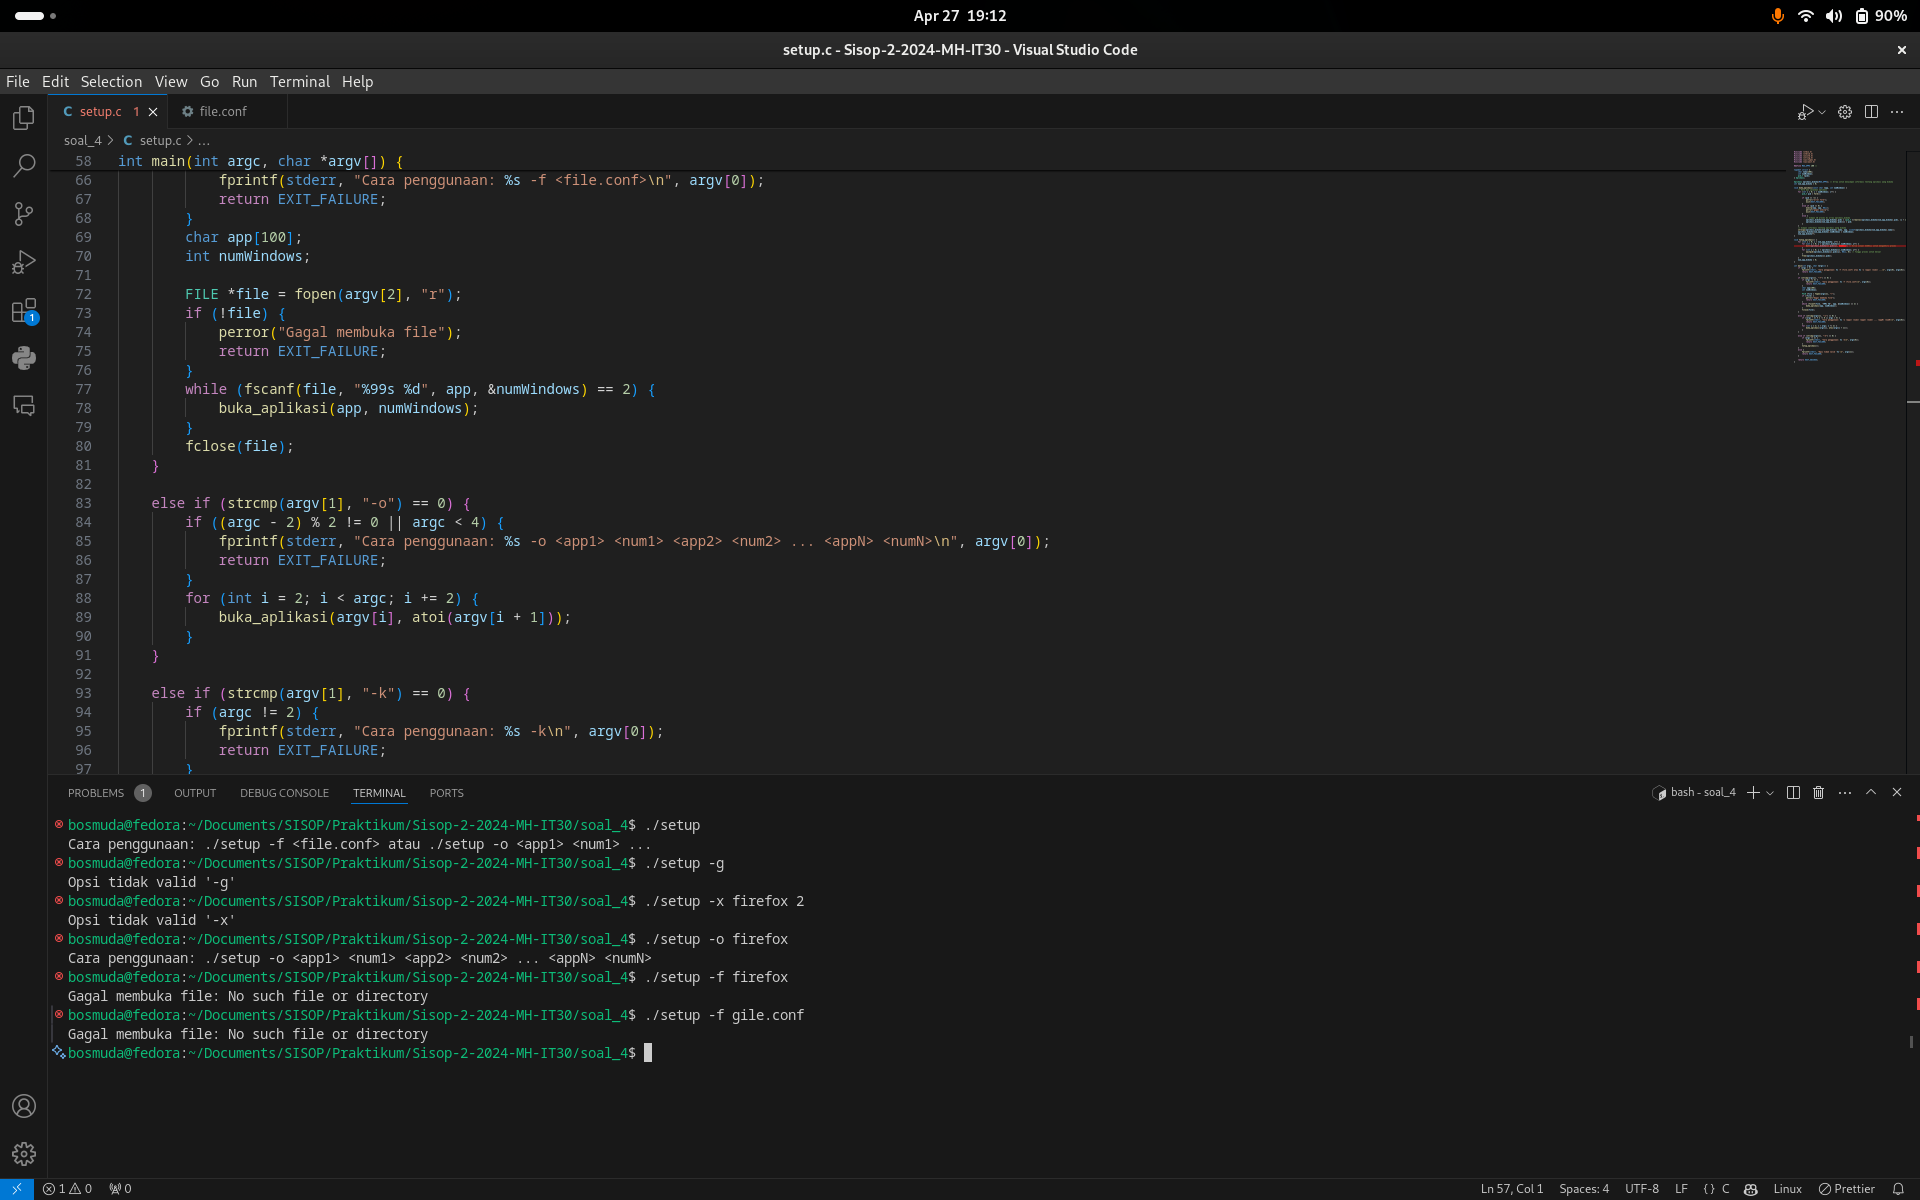 Apr 27 19:12
90%
setup.c - Sisop-2-2024-MH-IT30 - Visual Studio Code
File Edit Selection View Go Run Terminal Help
C setup.c 1 file.conf
soal_4 > C setup.c > ...
58 int main(int argc, char *argv[]) {
66 fprintf(stderr, "Cara penggunaan: %s -f <file.conf>\n", argv[0]);
67 return EXIT_FAILURE;
68 }
69 char app[100];
70 int numWindows;
71
72 FILE *file = fopen(argv[2], "r");
73 if (!file) {
74 perror("Gagal membuka file");
75 return EXIT_FAILURE;
76 }
77 while (fscanf(file, "%99s %d", app, &numWindows) == 2) {
78 buka_aplikasi(app, numWindows);
79 }
80 fclose(file);
81 }
82
83 else if (strcmp(argv[1], "-o") == 0) {
84 if ((argc - 2) % 2 != 0 || argc < 4) {
85 fprintf(stderr, "Cara penggunaan: %s -o <app1> <num1> <app2> <num2> ... <appN> <numN>\n", argv[0]);
86 return EXIT_FAILURE;
87 }
88 for (int i = 2; i < argc; i += 2) {
89 buka_aplikasi(argv[i], atoi(argv[i + 1]));
90 }
91 }
92
93 else if (strcmp(argv[1], "-k") == 0) {
94 if (argc != 2) {
95 fprintf(stderr, "Cara penggunaan: %s -k\n", argv[0]);
96 return EXIT_FAILURE;
97 }
1
PROBLEMS 1 OUTPUT DEBUG CONSOLE TERMINAL PORTS
bash - soal_4
bosmuda@fedora:~/Documents/SISOP/Praktikum/Sisop-2-2024-MH-IT30/soal_4$ ./setup
Cara penggunaan: ./setup -f <file.conf> atau ./setup -o <app1> <num1> ...
bosmuda@fedora:~/Documents/SISOP/Praktikum/Sisop-2-2024-MH-IT30/soal_4$ ./setup -g
Opsi tidak valid '-g'
bosmuda@fedora:~/Documents/SISOP/Praktikum/Sisop-2-2024-MH-IT30/soal_4$ ./setup -x firefox 2
Opsi tidak valid '-x'
bosmuda@fedora:~/Documents/SISOP/Praktikum/Sisop-2-2024-MH-IT30/soal_4$ ./setup -o firefox
Cara penggunaan: ./setup -o <app1> <num1> <app2> <num2> ... <appN> <numN>
bosmuda@fedora:~/Documents/SISOP/Praktikum/Sisop-2-2024-MH-IT30/soal_4$ ./setup -f firefox
Gagal membuka file: No such file or directory
bosmuda@fedora:~/Documents/SISOP/Praktikum/Sisop-2-2024-MH-IT30/soal_4$ ./setup -f gile.conf
Gagal membuka file: No such file or directory
bosmuda@fedora:~/Documents/SISOP/Praktikum/Sisop-2-2024-MH-IT30/soal_4$
1 0 0
Ln 57, Col 1 Spaces: 4 UTF-8 LF {} C Linux Prettier